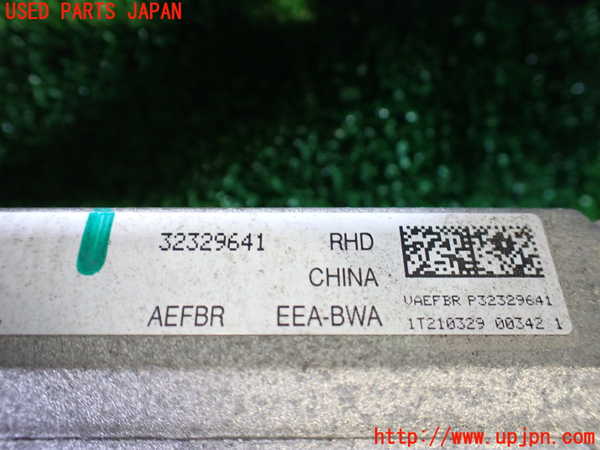 USED PARTS JAPAN
32329641 RHD
CHINA
VAEFBR P32329641
AEFBR EEA-BWA
1T210329 00342 1
http://www.upjpn.com/